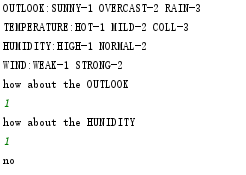 OUTLOOK:SUNNY-1 OVERCAST-2 RAIN-3
TEMPERATURE:HOT-1 MILD-2 COLL-3
HUMIDITY:HIGH-1 NORMAL-2
WIND:WEAK-1 STRONG-2
how about the OUTLOOK
1
how about the HUNIDITY
1
no